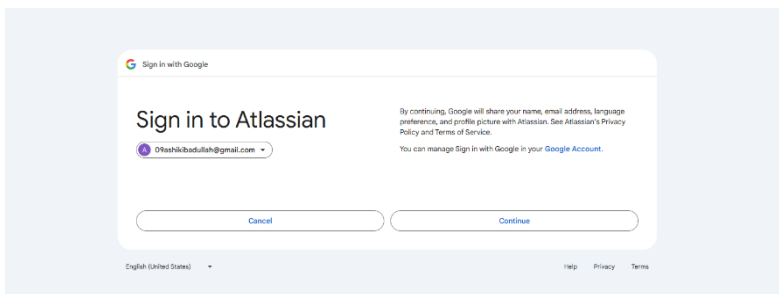 Sign in with Google
Sign in to Atlassian
A 09ashikibadullah@gmail.com
By continuing, Google will share your name, email address, language
preference, and profile picture with Atlassian. See Atlassian's Privacy
Policy and Terms of Service.
You can manage Sign in with Google in your Google Account.
Cancel
Continue
English (United States)
Help Privacy Terms